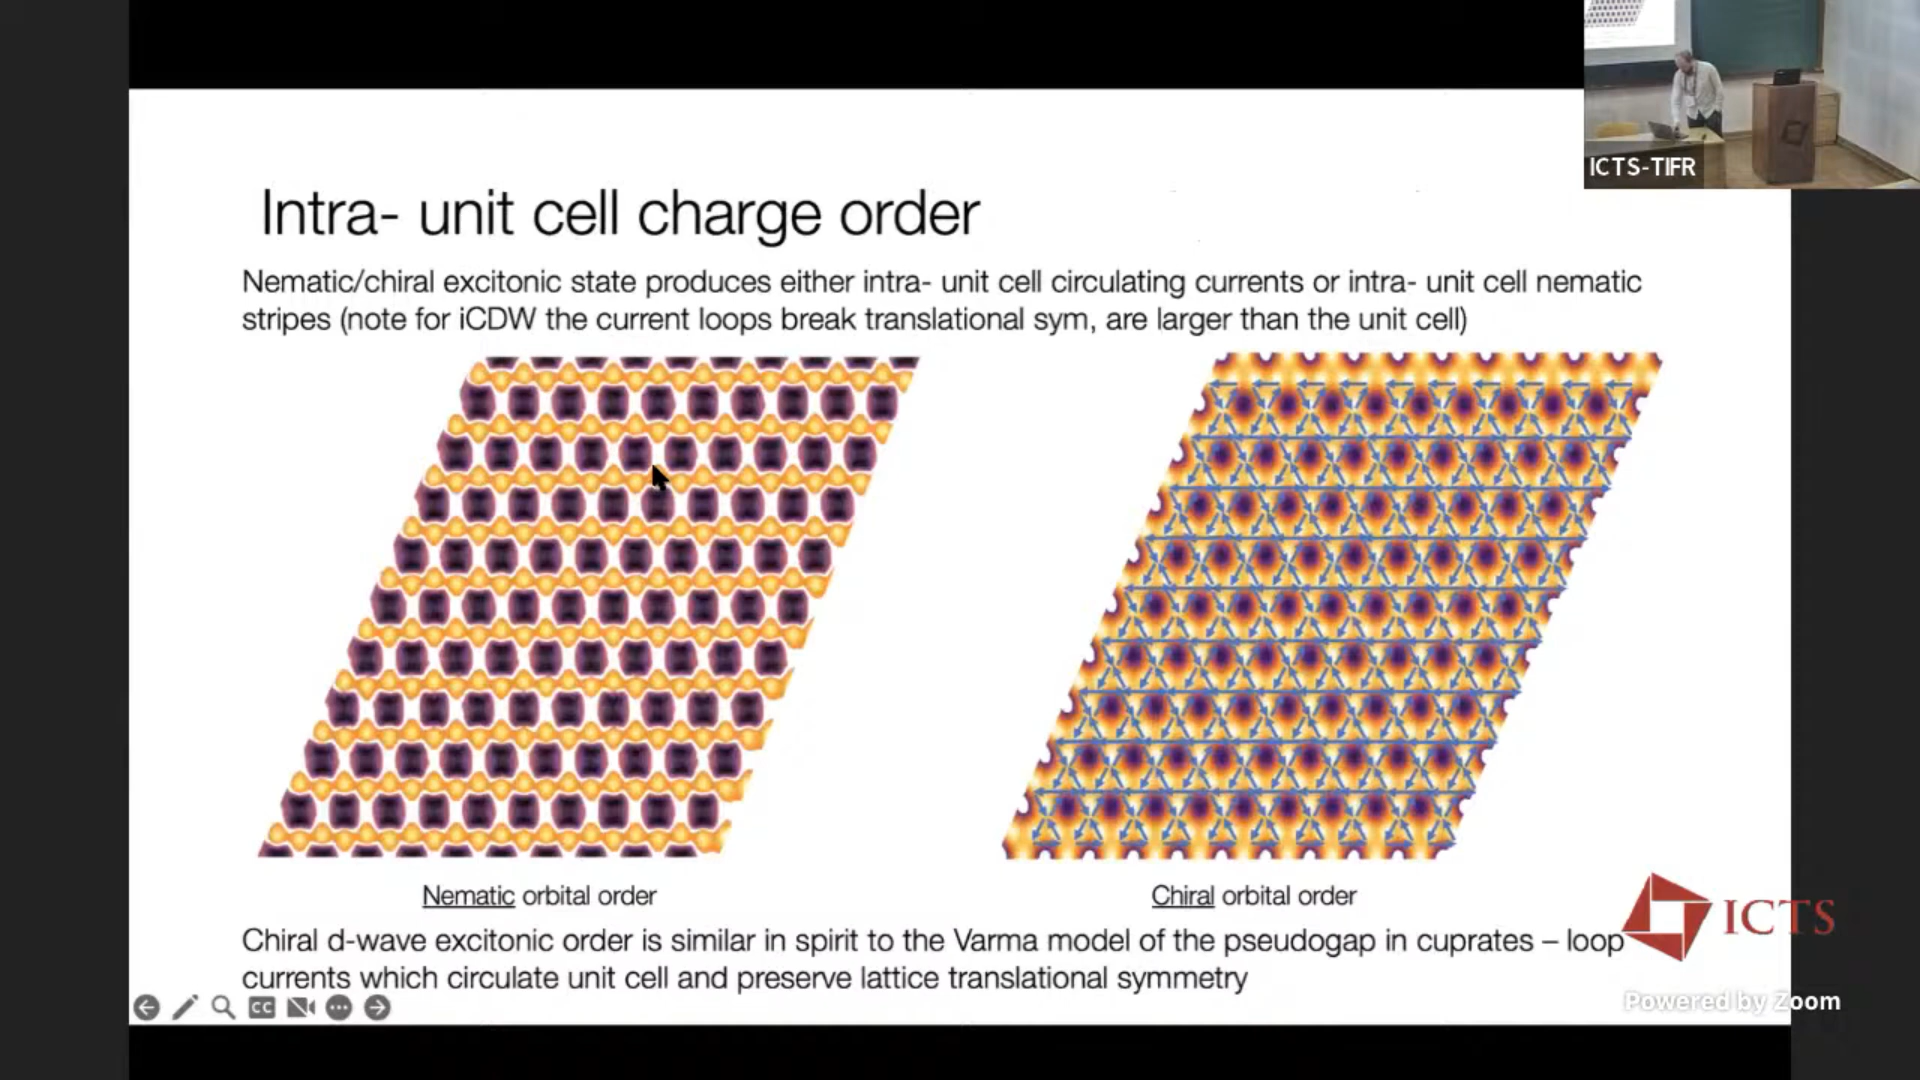 ICTS-TIFR
Intra- unit cell charge order
Nematic/chiral excitonic state produces either intra- unit cell circulating currents or intra- unit cell nematic
stripes (note for iCDW the current loops break translational sym, are larger than the unit cell)
Nematic orbital order
Chiral orbital order
Chiral d-wave excitonic order is similar in spirit to the Varma model of the pseudogap in cuprates – loop
currents which circulate unit cell and preserve lattice translational symmetry
ICTS
CC
Powered by Zoom